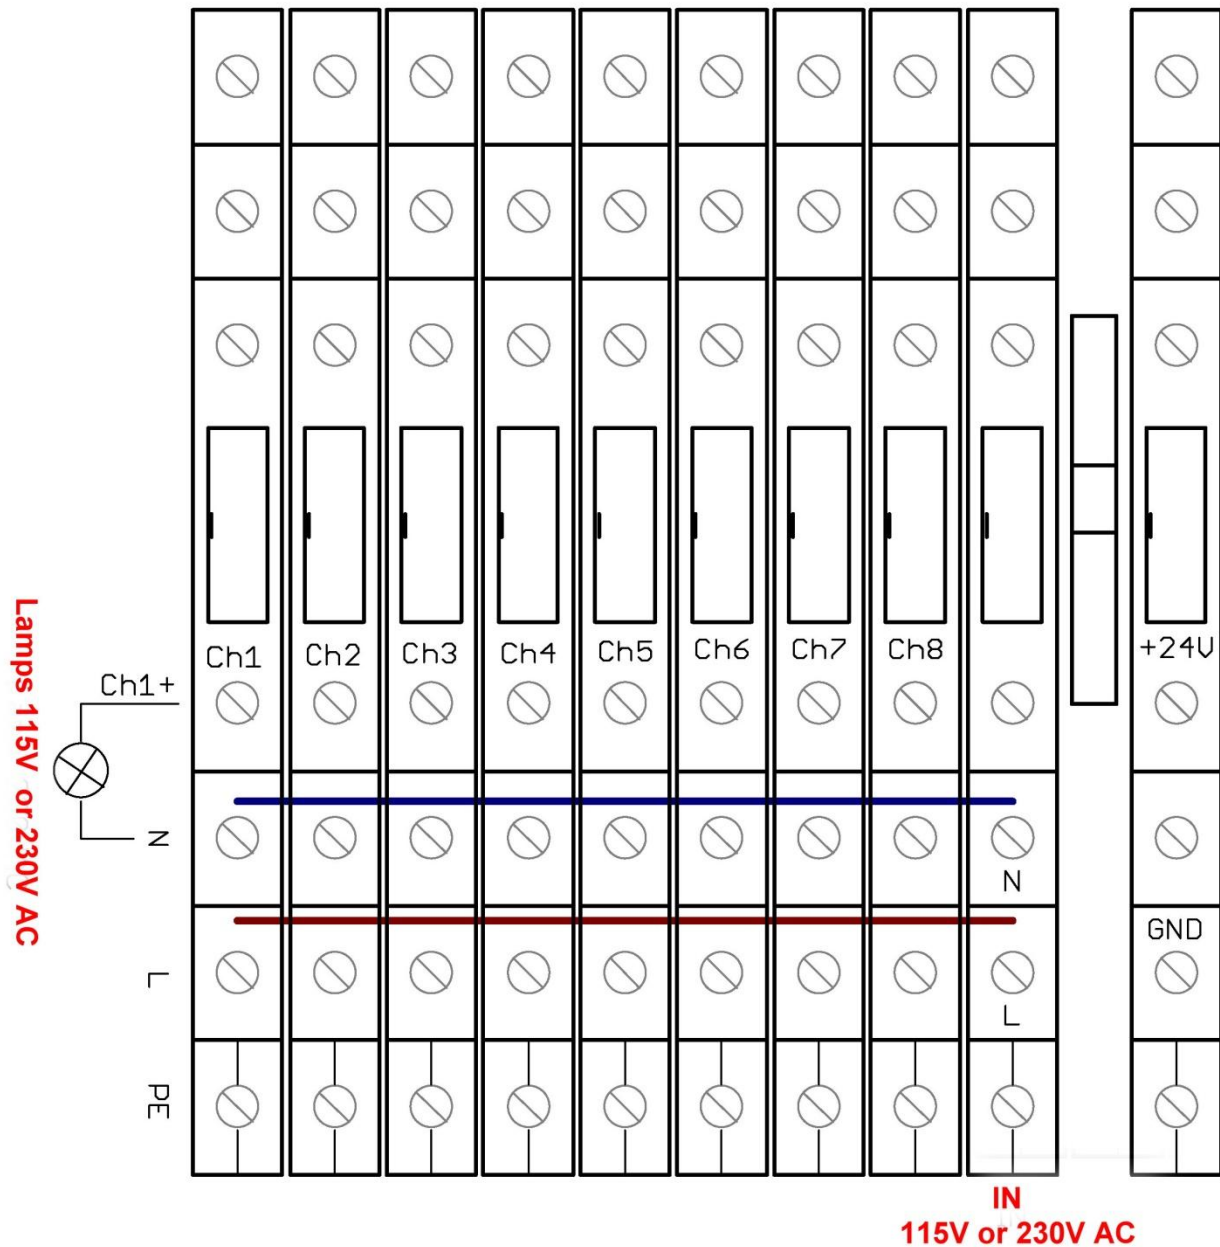 Ch1
Ch2
Ch3
Ch4
Ch5
Ch6
Ch7
Ch8
+24V
Ch1+
Lamps 115V or 230V AC
N
N
GND
L
L
PE
IN
115V or 230V AC